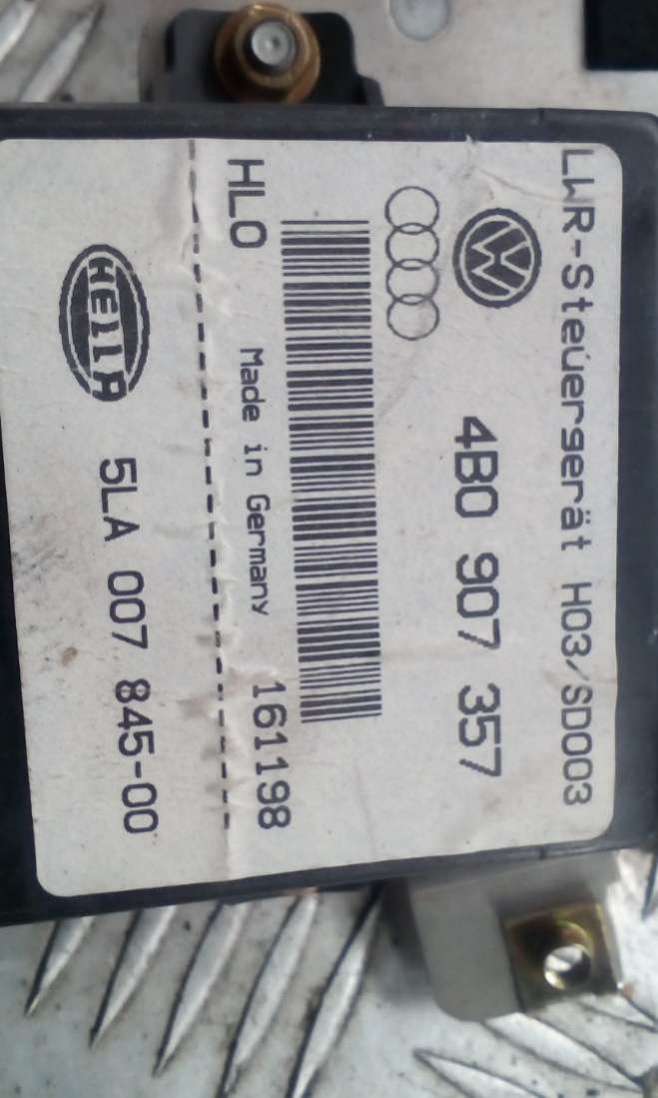 LWR-Steuergerät H03/SD003
4B0 907 357
HLO Made in Germany 161198
HELLA 5LA 007 845-00